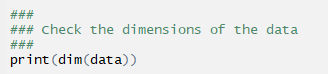 ###
### Check the dimensions of the data
###
print(dim(data))